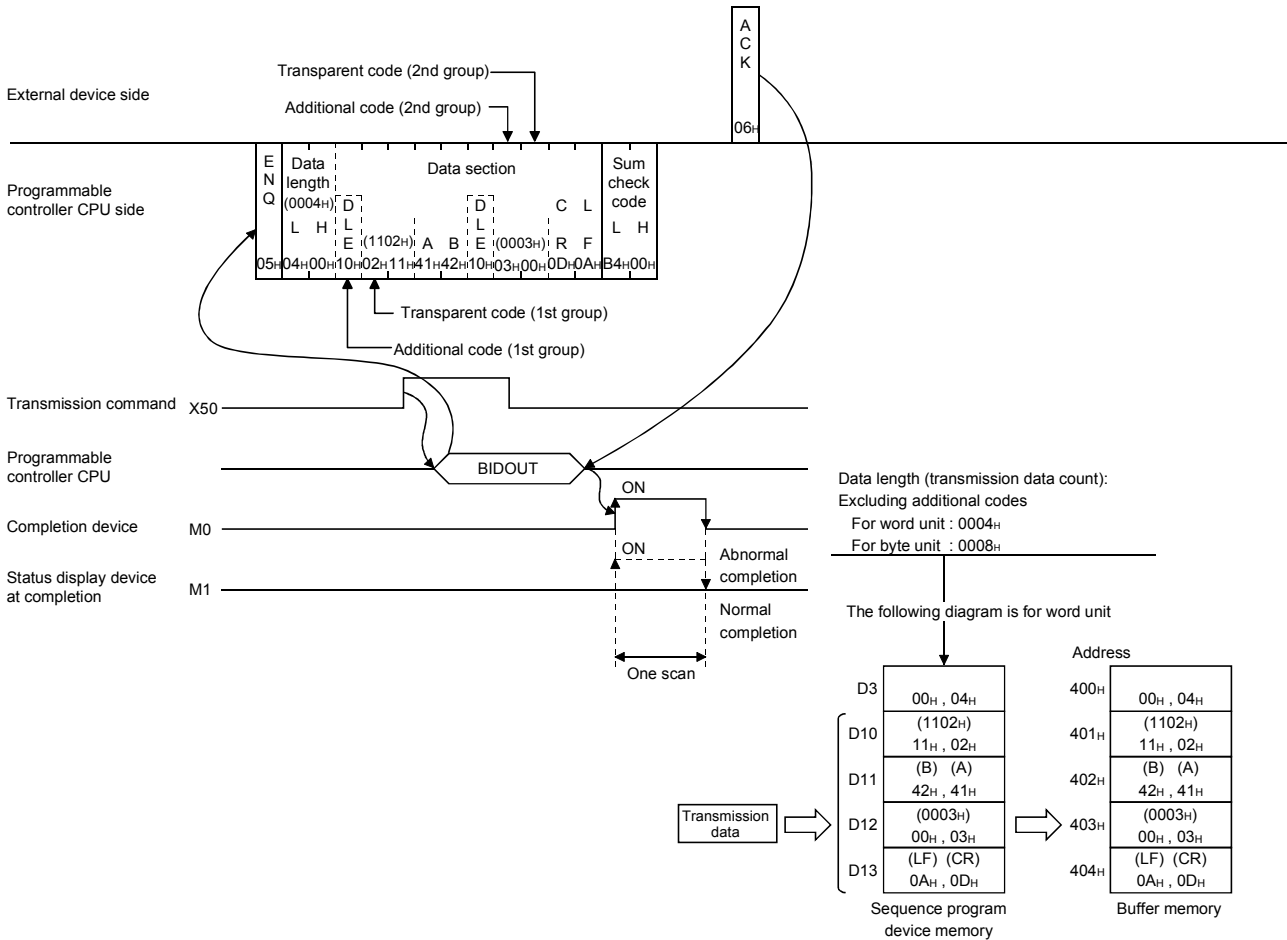 A
C
K
06H
Transparent code (2nd group)
Additional code (2nd group)
External device side
Programmable
controller CPU side
E
N
Q
05H
Data
length
(0004H)
L H
04H 00H
Data section
D
L
E
10H
(1102H)
02H 11H
A B
41H 42H
D
L
E
10H
(0003H)
03H 00H
C L
R F
0DH 0AH
Sum
check
code
L H
B4H 00H
Transparent code (1st group)
Additional code (1st group)
Transmission command X50
Programmable
controller CPU
BIDOUT
Completion device M0
ON
ON
Abnormal
completion
Status display device
at completion M1
Normal
completion
One scan
Data length (transmission data count):
Excluding additional codes
For word unit : 0004H
For byte unit : 0008H
The following diagram is for word unit
Address
D3 00H , 04H
400H 00H , 04H
D10 (1102H)
11H , 02H
401H (1102H)
11H , 02H
D11 (B) (A)
42H , 41H
402H (B) (A)
42H , 41H
Transmission
data
D12 (0003H)
00H , 03H
403H (0003H)
00H , 03H
D13 (LF) (CR)
0AH , 0DH
404H (LF) (CR)
0AH , 0DH
Sequence program
device memory
Buffer memory